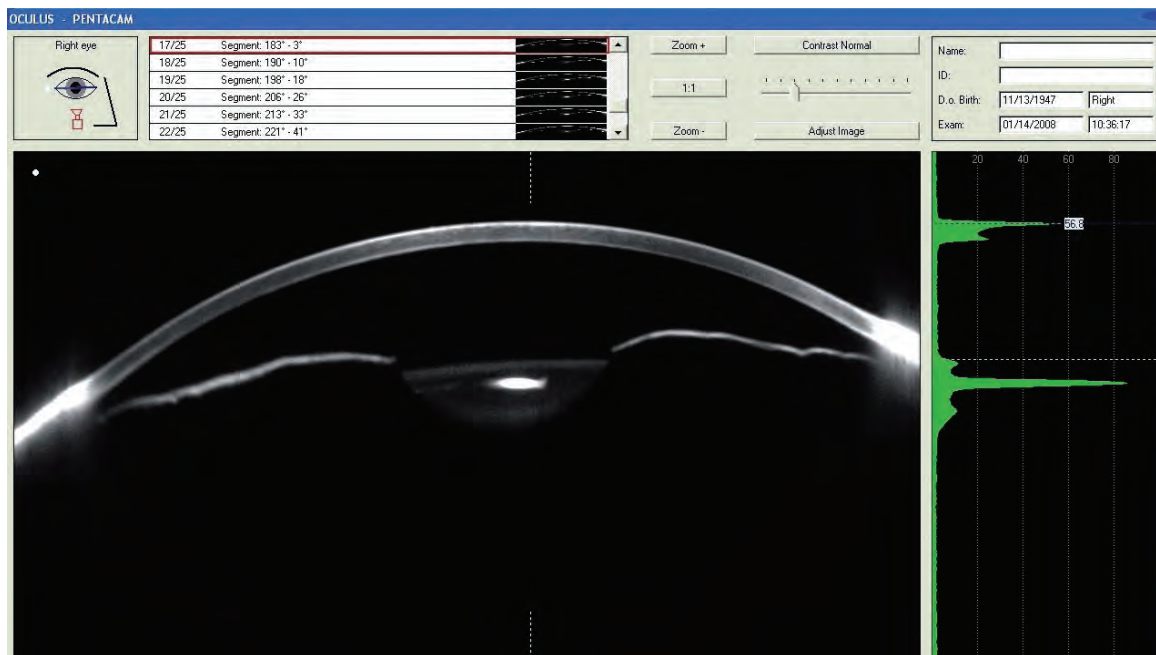 OCULUS - PENTACAM
Right eye
17/25 Segment: 183° - 3°
18/25 Segment: 190° - 10°
19/25 Segment: 198° - 18°
20/25 Segment: 206° - 26°
21/25 Segment: 213° - 33°
22/25 Segment: 221° - 41°
Zoom +
1:1
Zoom -
Contrast Normal
Adjust Image
Name:
ID:
D.o. Birth: 11/13/1947 Right
Exam: 01/14/2008 10:36:17
20 40 60 80
56.8